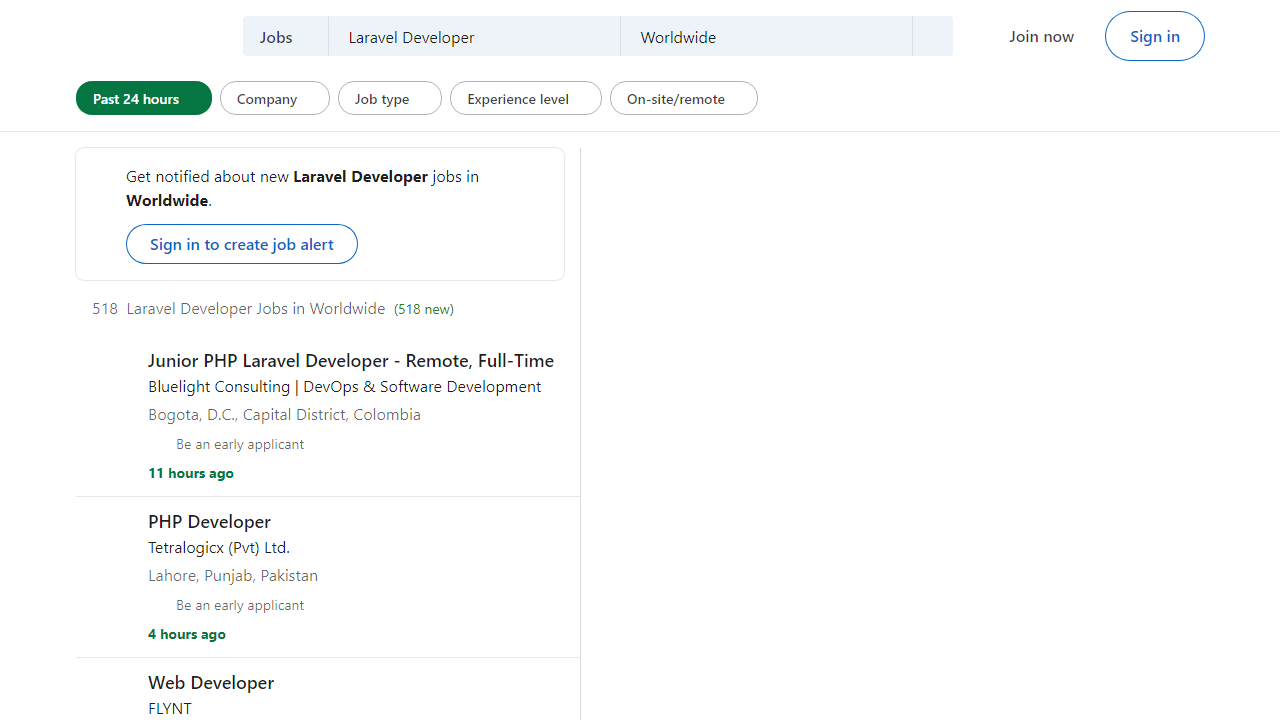 Jobs
Laravel Developer
Worldwide
Join now
Sign in
Past 24 hours
Company
Job type
Experience level
On-site/remote
Get notified about new Laravel Developer jobs in
Worldwide.
Sign in to create job alert
518 Laravel Developer Jobs in Worldwide (518 new)
Junior PHP Laravel Developer - Remote, Full-Time
Bluelight Consulting | DevOps & Software Development
Bogota, D.C., Capital District, Colombia
Be an early applicant
11 hours ago
PHP Developer
Tetralogicx (Pvt) Ltd.
Lahore, Punjab, Pakistan
Be an early applicant
4 hours ago
Web Developer
FLYNT